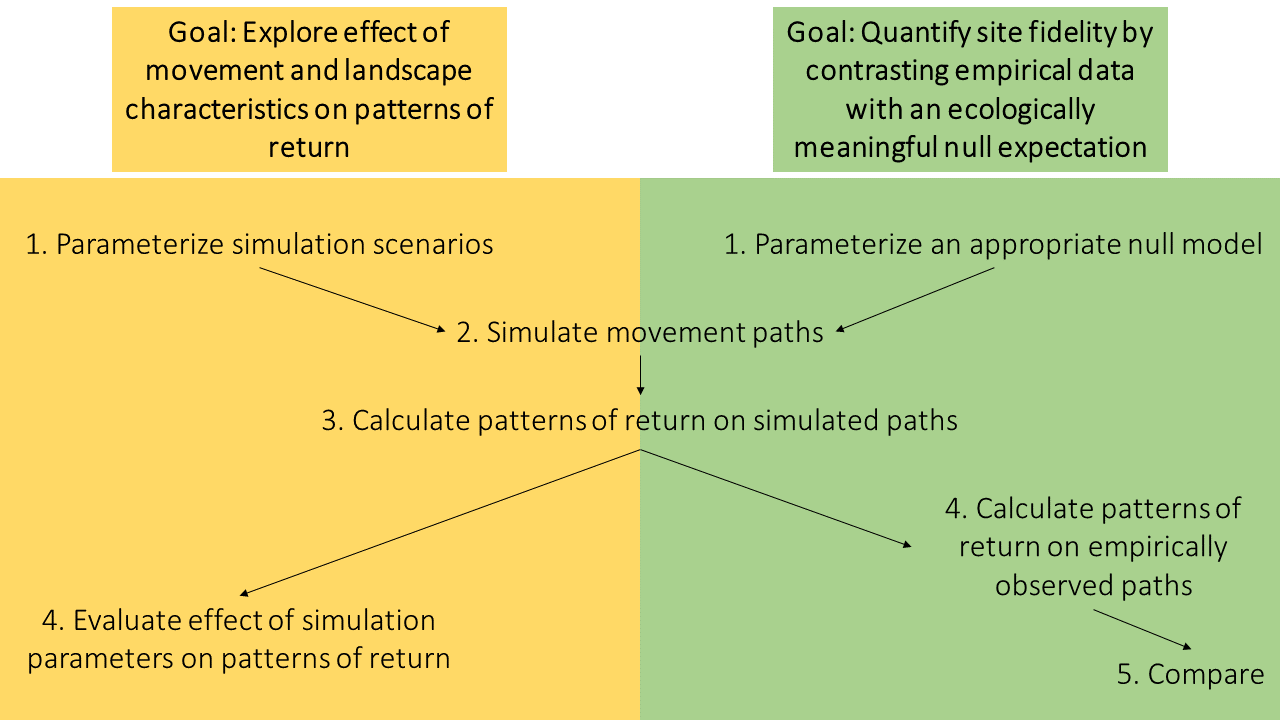 Goal: Explore effect of
movement and landscape
characteristics on patterns of
return
Goal: Quantify site fidelity by
contrasting empirical data
with an ecologically
meaningful null expectation
1. Parameterize simulation scenarios
1. Parameterize an appropriate null model
2. Simulate movement paths
3. Calculate patterns of return on simulated paths
4. Calculate patterns of
return on empirically
observed paths
4. Evaluate effect of simulation
parameters on patterns of return
5. Compare